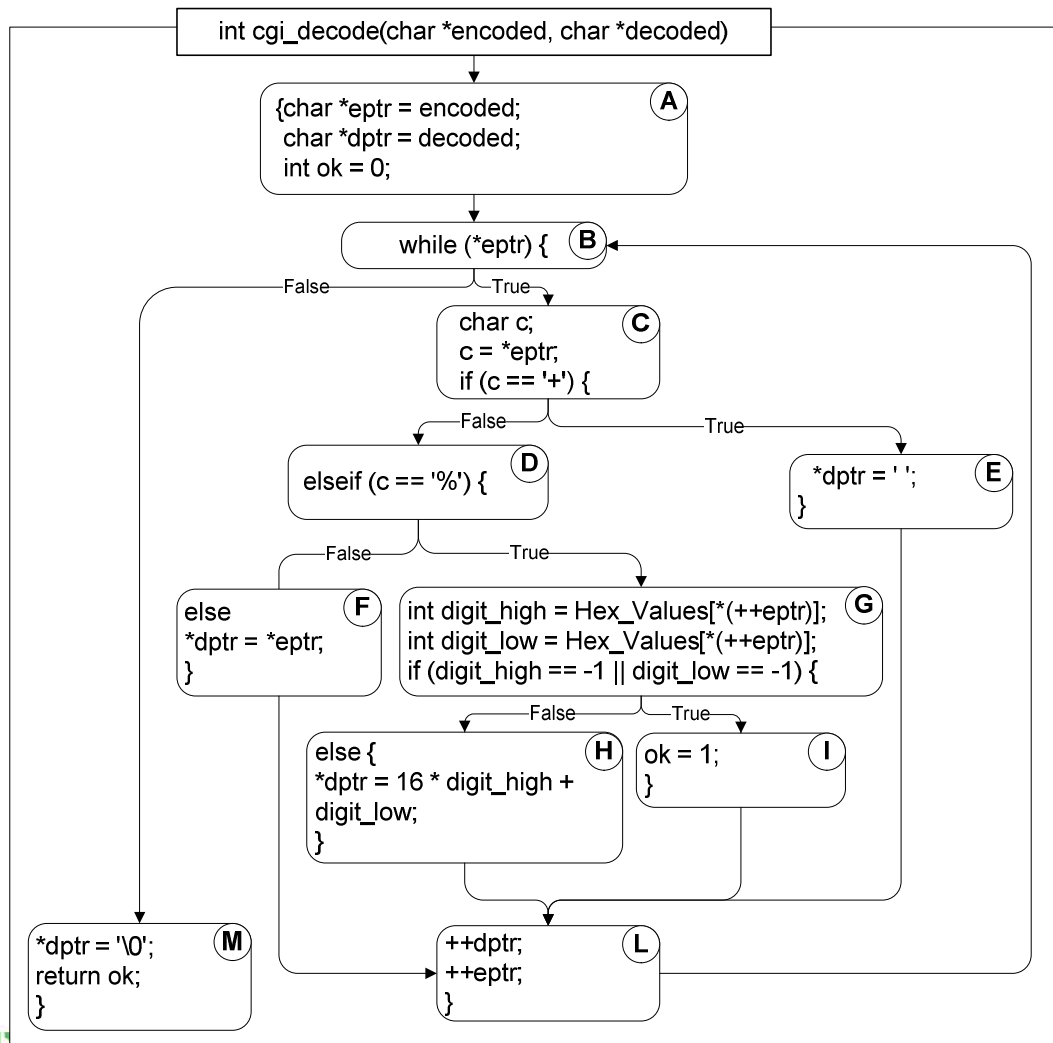 int cgi_decode(char *encoded, char *decoded)
{char *eptr = encoded;
char *dptr = decoded;
int ok = 0;
A
while (*eptr) {
B
False
True
char c;
c = *eptr;
if (c == '+') {
C
False
True
elseif (c == '%') {
D
*dptr = ' ';
}
E
False
True
else
*dptr = *eptr;
}
F
int digit_high = Hex_Values[*(++eptr)];
int digit_low = Hex_Values[*(++eptr)];
if (digit_high == -1 || digit_low == -1) {
G
False
True
else {
*dptr = 16 * digit_high +
digit_low;
}
H
ok = 1;
}
I
*dptr = '\0';
return ok;
}
M
++dptr;
++eptr;
}
L